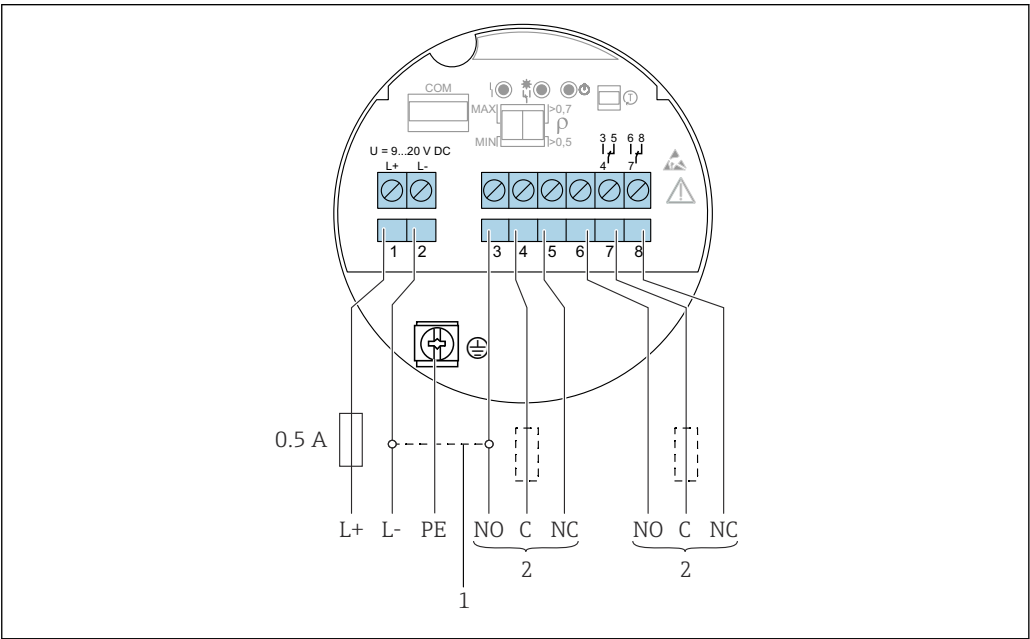 COM
MAX >0,7
ρ
MIN >0,5
3 5 6 8
4 7
U = 9...20 V DC
L+ L-
1 2 3 4 5 6 7 8
0.5 A
L+ L- PE NO C NC NO C NC
2 2
1